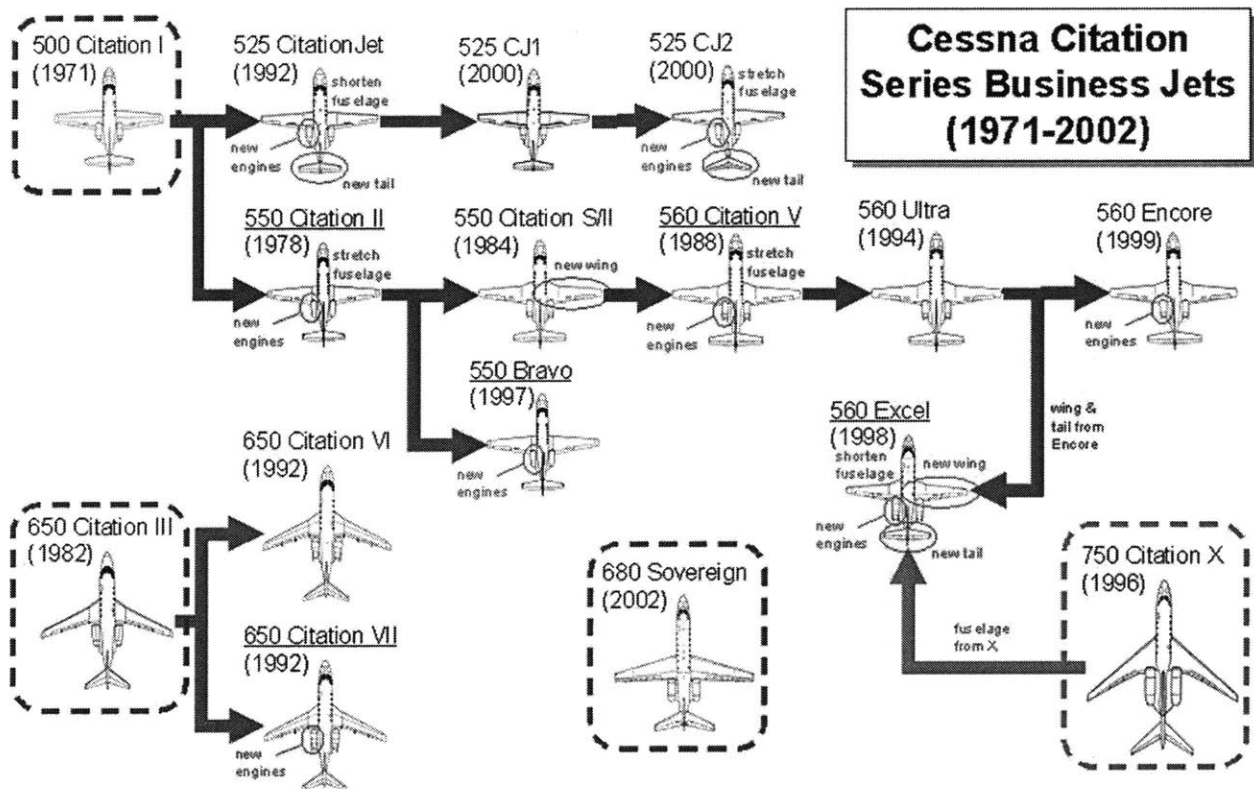 Cessna Citation
Series Business Jets
(1971-2002)
500 Citation I
(1971)
525 CitationJet
(1992)
shorten
fuselage
new
engines
new tail
525 CJ1
(2000)
525 CJ2
(2000)
stretch
fuselage
new
engines
new tail
550 Citation II
(1978)
stretch
fuselage
new
engines
550 Citation S/II
(1984)
new wing
560 Citation V
(1988)
stretch
fuselage
new
engines
560 Ultra
(1994)
560 Encore
(1999)
new
engines
550 Bravo
(1997)
new
engines
560 Excel
(1998)
shorten
fuselage
new wing
new
engines
new tail
wing &
tail from
Encore
650 Citation III
(1982)
650 Citation VI
(1992)
650 Citation VII
(1992)
new
engines
680 Sovereign
(2002)
fuselage
from X
750 Citation X
(1996)